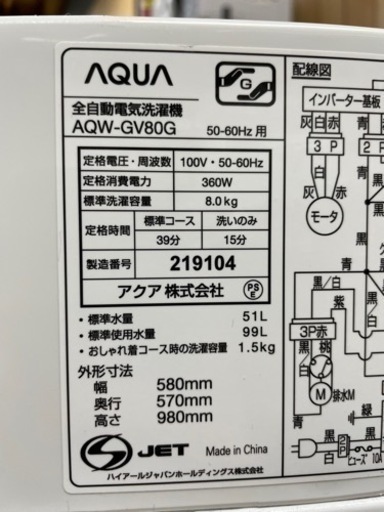 AQUA
G
全自動電気洗濯機
AQW-GV80G 50-60Hz 用
定格電圧・周波数 100V・50-60Hz
定格消費電力 360W
標準洗濯容量 8.0kg
定格時間 標準コース 洗いのみ
39分 15分
製造番号 219104
アクア株式会社 PSE
・標準水量 51L
・標準使用水量 99L
・おしゃれ着コース時の洗濯容量 1.5kg
外形寸法
幅 580mm
奥行 570mm
高さ 980mm
S JET Made in China
ハイアールジャパンホールディングス株式会社
配線図
インバーター基板
灰 白 赤 青
3 P 2 P
黒
灰 赤
白
モータ
青
黒/白 紫
3P赤
黒/白 桃
M 排水M
緑
黒 黒
2P
白 ヒューズ 10A